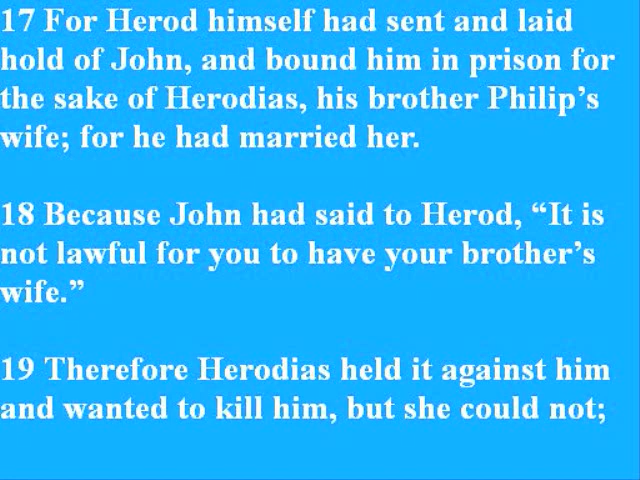 17 For Herod himself had sent and laid
hold of John, and bound him in prison for
the sake of Herodias, his brother Philip’s
wife; for he had married her.
18 Because John had said to Herod, “It is
not lawful for you to have your brother’s
wife.”
19 Therefore Herodias held it against him
and wanted to kill him, but she could not;